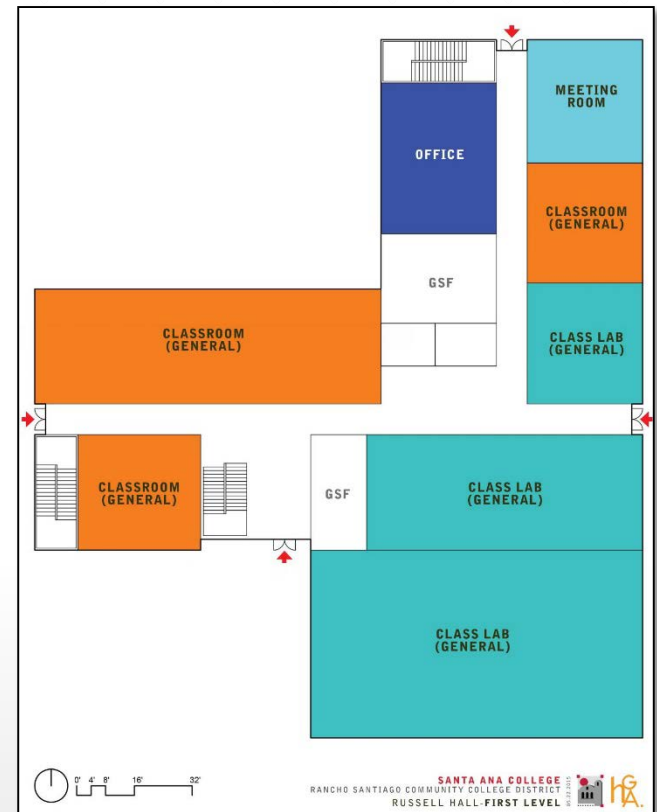 MEETING
ROOM
OFFICE
CLASSROOM
(GENERAL)
GSF
CLASSROOM
(GENERAL)
CLASS LAB
(GENERAL)
CLASSROOM
(GENERAL)
GSF
CLASS LAB
(GENERAL)
CLASS LAB
(GENERAL)
0' 4' 8' 16' 32'
SANTA ANA COLLEGE
RANCHO SANTIAGO COMMUNITY COLLEGE DISTRICT
RUSSELL HALL-FIRST LEVEL